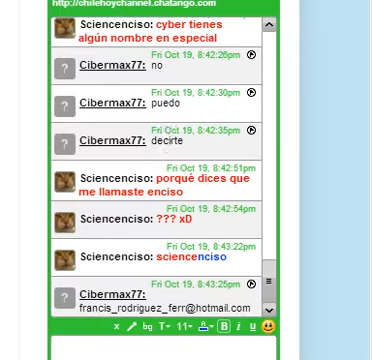 http://chilehoychannel.chatango.com
Sciencenciso: cyber tienes
algún nombre en especial
Fri Oct 19, 8:42:26pm
? Cibermax77: no
Fri Oct 19, 8:42:30pm
? Cibermax77: puedo
Fri Oct 19, 8:42:35pm
? Cibermax77: decirte
Fri Oct 19, 8:42:51pm
Sciencenciso: porqué dices que
me llamaste enciso
Fri Oct 19, 8:42:54pm
Sciencenciso: ??? xD
Fri Oct 19, 8:43:22pm
Sciencenciso: sciencenciso
Fri Oct 19, 8:43:25pm
? Cibermax77:
francis_rodriguez_ferr@hotmail.com
x bg T 11 B i u